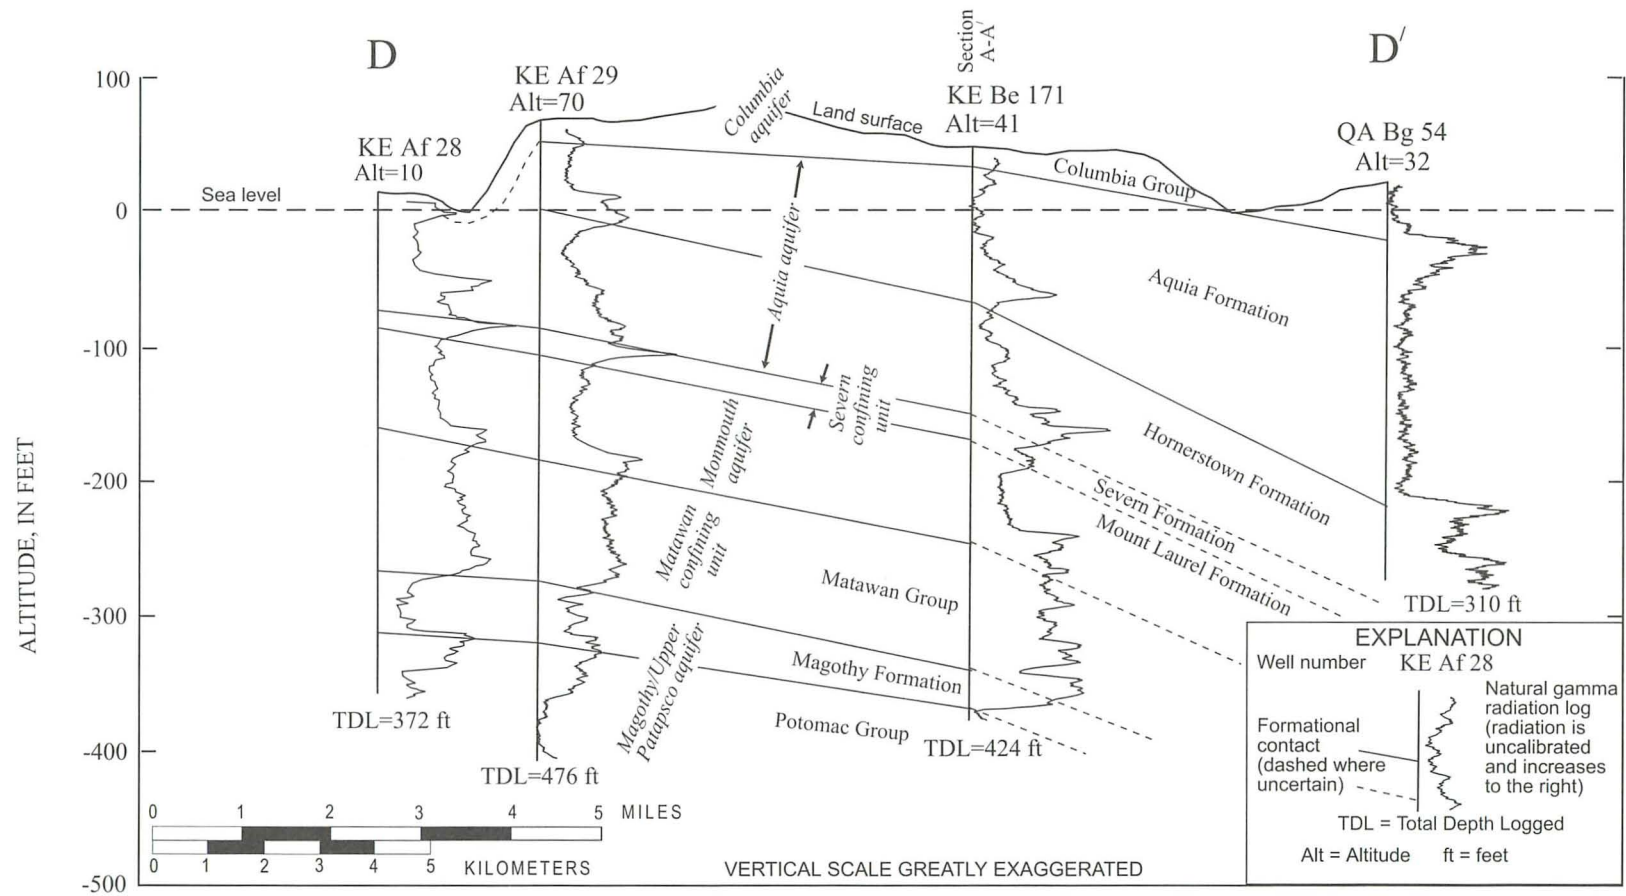 D
D′
Section
A-A′
100
0
-100
-200
-300
-400
-500
ALTITUDE, IN FEET
KE Af 28
Alt=10
KE Af 29
Alt=70
KE Be 171
Alt=41
QA Bg 54
Alt=32
Sea level
Land surface
Columbia
aquifer
Columbia Group
Aquia aquifer
Aquia Formation
Severn
confining
unit
Hornerstown Formation
Monmouth
aquifer
Severn Formation
Mount Laurel Formation
Matawan
confining
unit
Matawan Group
Magothy/Upper
Patapsco aquifer
Magothy Formation
Potomac Group
TDL=372 ft
TDL=476 ft
TDL=424 ft
TDL=310 ft
0 1 2 3 4 5 MILES
0 1 2 3 4 5 KILOMETERS
VERTICAL SCALE GREATLY EXAGGERATED
EXPLANATION
Well number KE Af 28
Formational
contact
(dashed where
uncertain)
Natural gamma
radiation log
(radiation is
uncalibrated
and increases
to the right)
TDL = Total Depth Logged
Alt = Altitude ft = feet